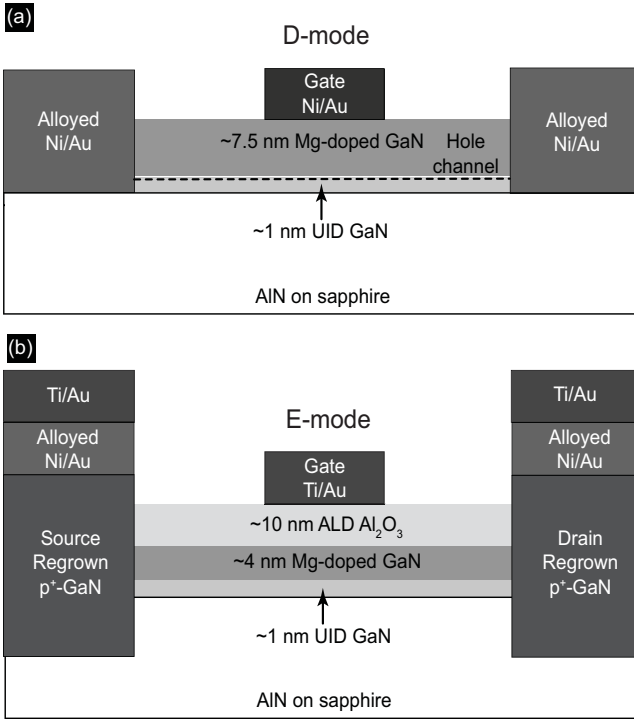 (a)
D-mode
Alloyed
Ni/Au
Gate
Ni/Au
Alloyed
Ni/Au
~7.5 nm Mg-doped GaN
Hole
channel
~1 nm UID GaN
AlN on sapphire
(b)
E-mode
Ti/Au
Alloyed
Ni/Au
Source
Regrown
p⁺-GaN
Gate
Ti/Au
~10 nm ALD Al₂O₃
~4 nm Mg-doped GaN
Ti/Au
Alloyed
Ni/Au
Drain
Regrown
p⁺-GaN
~1 nm UID GaN
AlN on sapphire